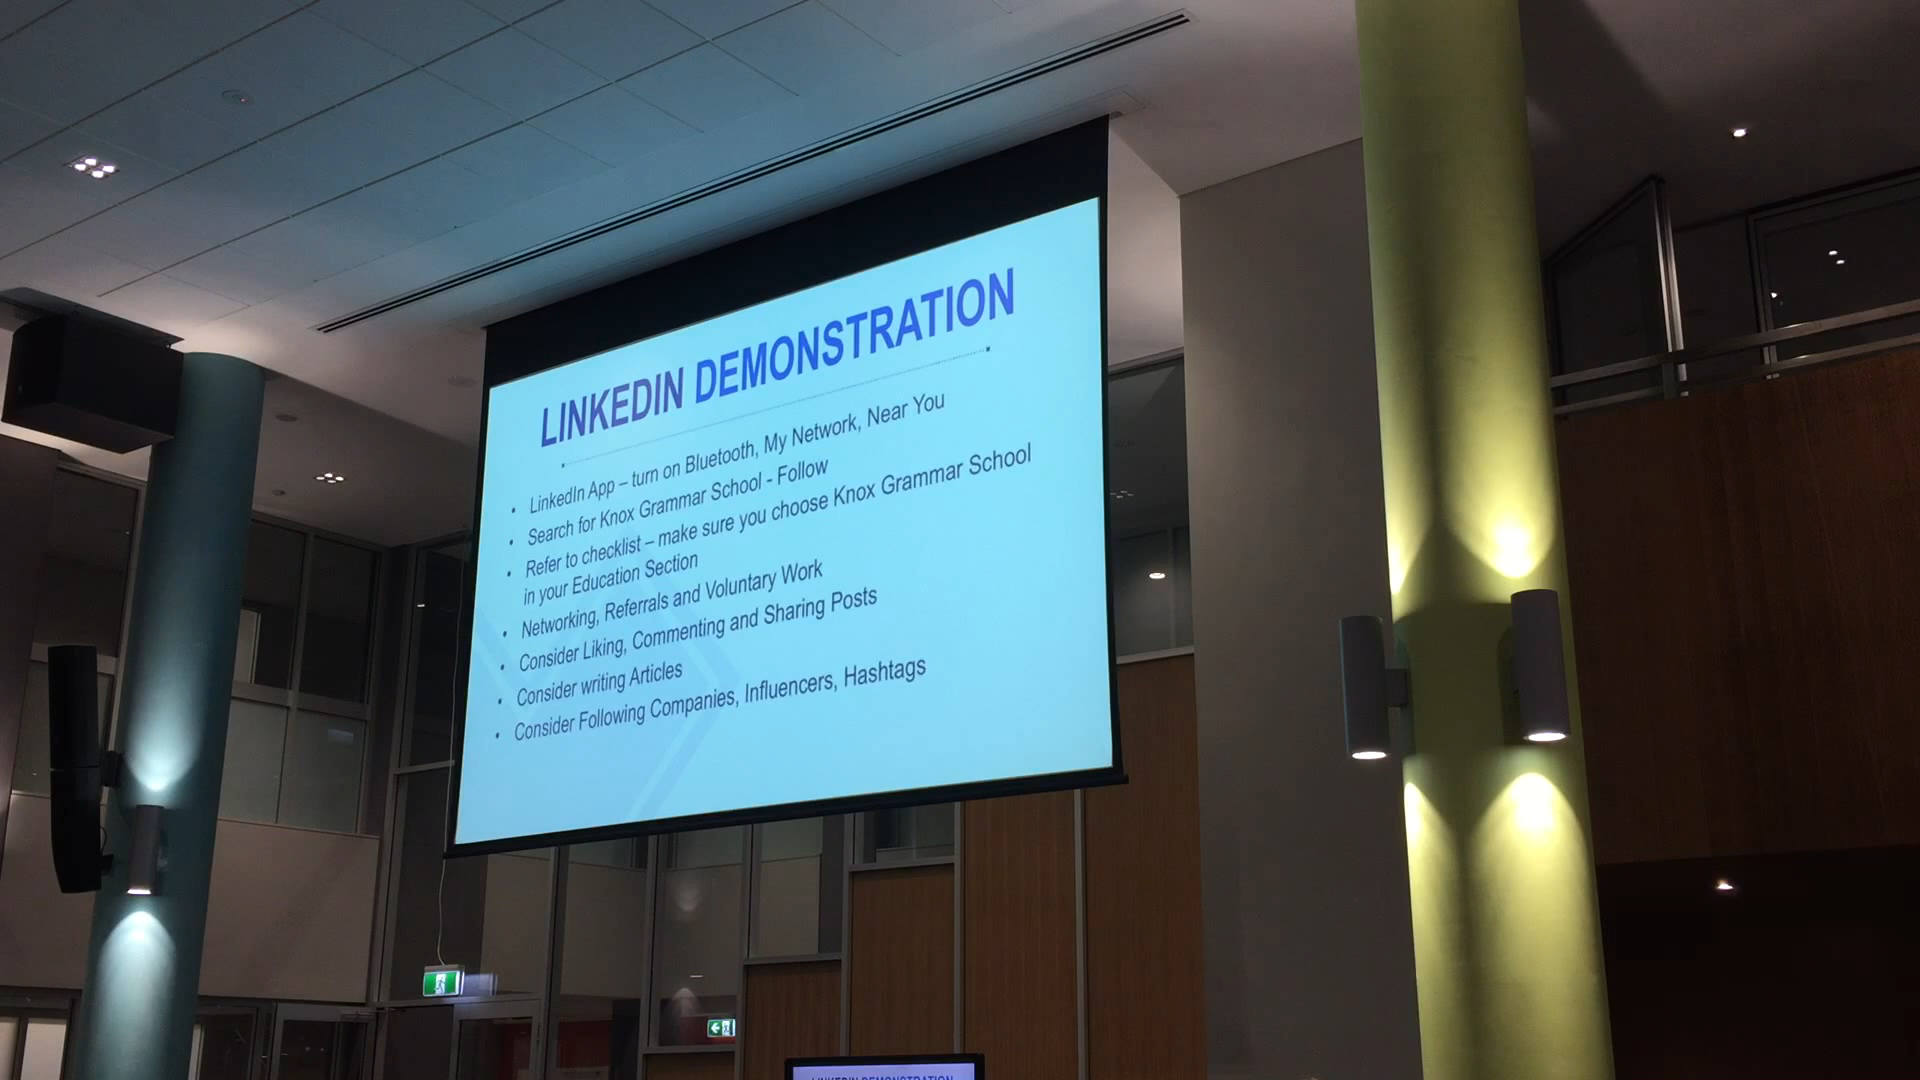 LINKEDIN DEMONSTRATION
• LinkedIn App – turn on Bluetooth, My Network, Near You
• Search for Knox Grammar School - Follow
• Refer to checklist – make sure you choose Knox Grammar School
in your Education Section
• Networking, Referrals and Voluntary Work
• Consider Liking, Commenting and Sharing Posts
• Consider writing Articles
• Consider Following Companies, Influencers, Hashtags
LINKEDIN DEMONSTRATION